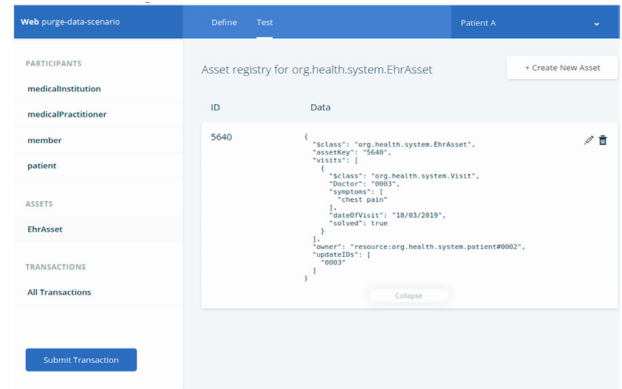 Web purge-data-scenario
Define Test
Patient A
PARTICIPANTS
medicalInstitution
medicalPractitioner
member
patient
ASSETS
EhrAsset
TRANSACTIONS
All Transactions
Submit Transaction
Asset registry for org.health.system.EhrAsset
+ Create New Asset
ID Data
5640
{
"$class": "org.health.system.EhrAsset",
"assetKey": "5640",
"visits": [
{
"$class": "org.health.system.Visit",
"Doctor": "0003",
"symptoms": [
"chest pain"
],
"dateOfVisit": "18/03/2019",
"solved": true
}
],
"owner": "resource:org.health.system.patient#0002",
"updateIDs": [
"0003"
]
}
Collapse